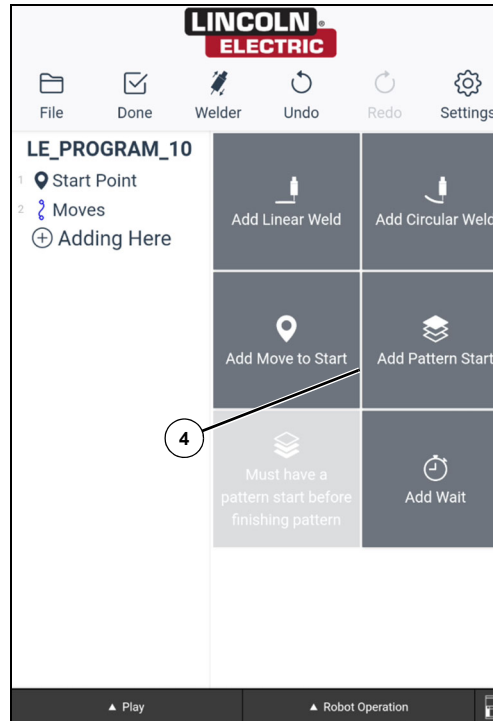 LINCOLN
ELECTRIC
File Done Welder Undo Redo Settings
LE_PROGRAM_10
1 Start Point
2 Moves
Adding Here
Add Linear Weld Add Circular Weld
Add Move to Start Add Pattern Start
4
Must have a
pattern start before
finishing pattern
Add Wait
▲ Play ▲ Robot Operation